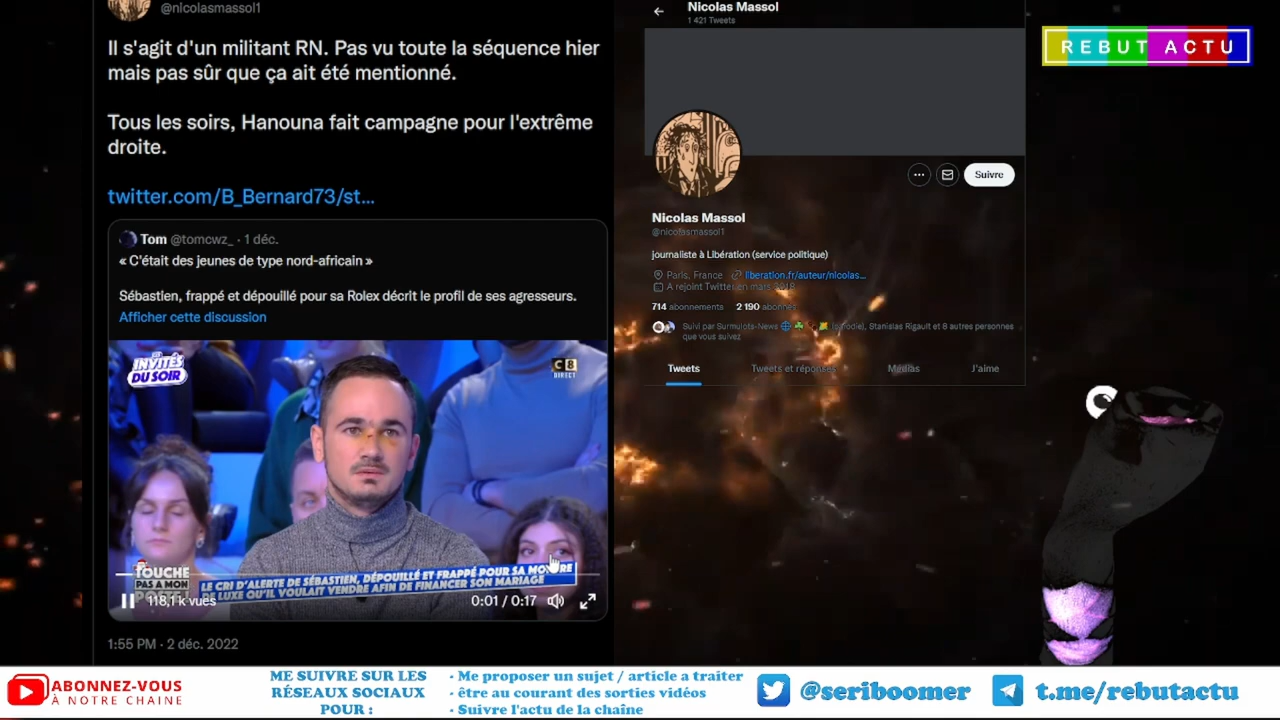 @nicolasmassol1
Il s'agit d'un militant RN. Pas vu toute la séquence hier
mais pas sûr que ça ait été mentionné.
Tous les soirs, Hanouna fait campagne pour l'extrême
droite.
twitter.com/B_Bernard73/st...
Tom @tomcwz_ · 1 déc.
« C'était des jeunes de type nord-africain »
Sébastien, frappé et dépouillé pour sa Rolex décrit le profil de ses agresseurs.
Afficher cette discussion
LES INVITÉS
DU SOIR
C8
DIRECT
TOUCHE
PAS A MON
POSTE !
LE CRI D'ALERTE DE SÉBASTIEN, DÉPOUILLÉ ET FRAPPÉ POUR SA MONTRE
DE LUXE QU'IL VOULAIT VENDRE AFIN DE FINANCER SON MARIAGE
118,1 k vues
0:01 / 0:17
1:55 PM · 2 déc. 2022
Nicolas Massol
1 421 Tweets
Suivre
Nicolas Massol
@nicolasmassol1
journaliste à Libération (service politique)
Paris, France liberation.fr/auteur/nicolas...
A rejoint Twitter en mars 2018
714 abonnements 2 190 abonnés
Suivi par Surmulots-News (parodie), Stanislas Rigault et 8 autres personnes
que vous suivez
Tweets Tweets et réponses Médias J'aime
REBUT ACTU
ABONNEZ-VOUS
À NOTRE CHAINE
ME SUIVRE SUR LES
RÉSEAUX SOCIAUX
POUR :
- Me proposer un sujet / article a traiter
- être au courant des sorties vidéos
- Suivre l'actu de la chaîne
@seriboomer
t.me/rebutactu